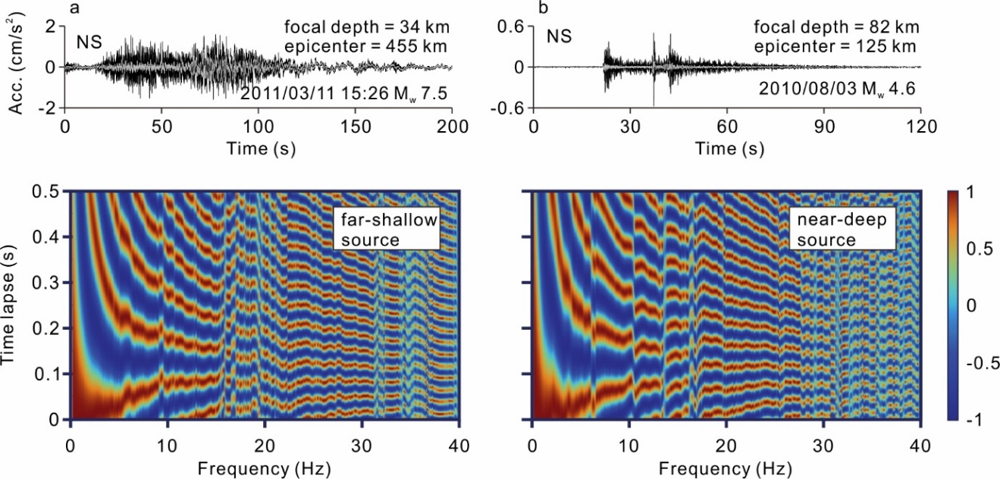 a
NS
focal depth = 34 km
epicenter = 455 km
2011/03/11 15:26 Mw 7.5
Acc. (cm/s²)
2
0
-2
0 50 100 150 200
Time (s)
b
NS
focal depth = 82 km
epicenter = 125 km
2010/08/03 Mw 4.6
0.6
0
-0.6
0 30 60 90 120
Time (s)
far-shallow
source
Time lapse (s)
0.5
0.4
0.3
0.2
0.1
0
0 10 20 30 40
Frequency (Hz)
near-deep
source
0 10 20 30 40
Frequency (Hz)
1
0.5
0
-0.5
-1